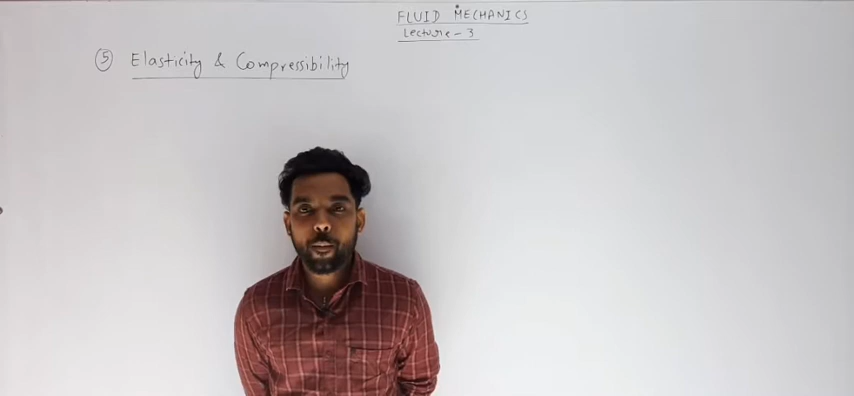 FLUID MECHANICS
Lecture - 3
⑤ Elasticity & Compressibility